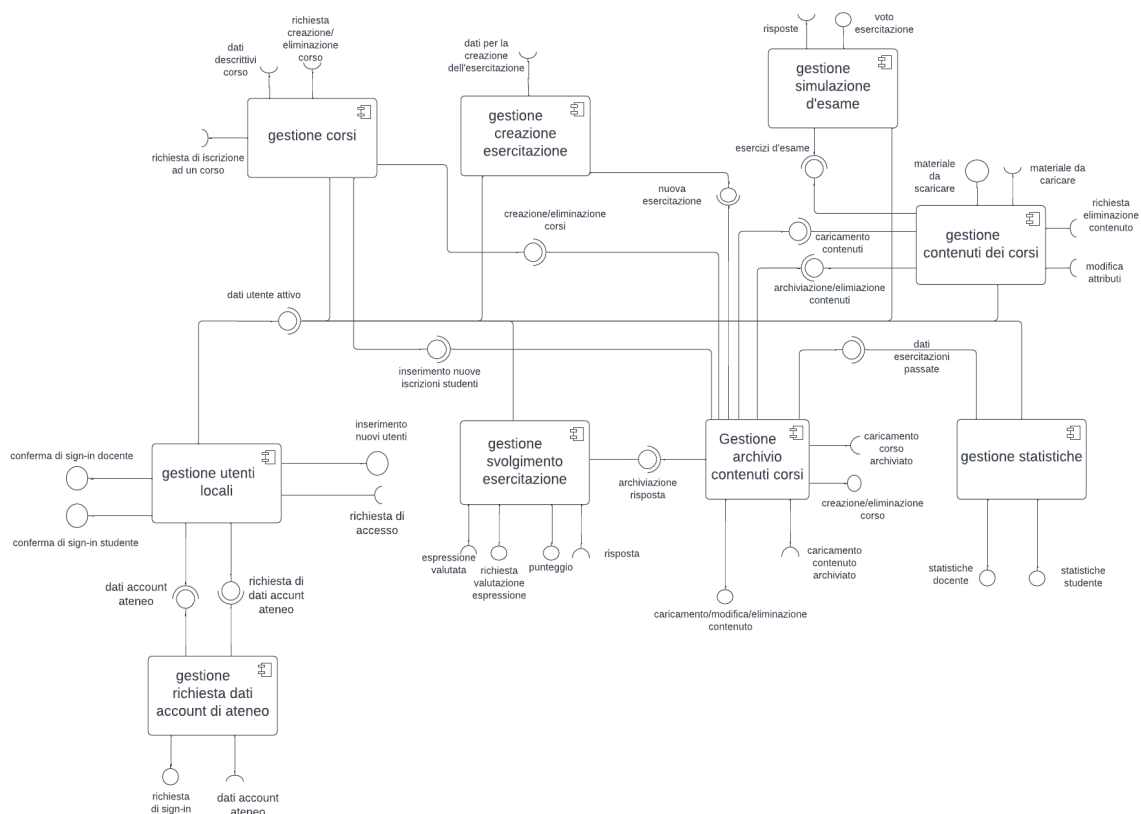 richiesta
creazione/
eliminazione
corso
dati
descrittivi
corso
dati per la
creazione
dell'esercitazione
risposte
voto
esercitazione
gestione
simulazione
d'esame
gestione corsi
gestione
creazione
esercitazione
richiesta di iscrizione
ad un corso
esercizi d'esame
materiale
da
scaricare
materiale da
caricare
nuova
esercitazione
richiesta
eliminazione
contenuto
creazione/eliminazione
corsi
caricamento
contenuti
gestione
contenuti dei corsi
modifica
attributi
archiviazione/elimiazione
contenuti
dati utente attivo
dati
esercitazioni
passate
inserimento nuove
iscrizioni studenti
inserimento
nuovi utenti
conferma di sign-in docente
gestione utenti
locali
gestione
svolgimento
esercitazione
Gestione
archivio
contenuti corsi
caricamento
corso
archiviato
gestione statistiche
archiviazione
risposta
creazione/eliminazione
corso
richiesta di
accesso
conferma di sign-in studente
espressione
valutata
richiesta
valutazione
espressione
punteggio
risposta
caricamento
contenuto
archiviato
statistiche
docente
statistiche
studente
dati account
ateneo
richiesta di
dati accunt
ateneo
caricamento/modifica/eliminazione
contenuto
gestione
richiesta dati
account di ateneo
richiesta
di sign-in
dati account
ateneo